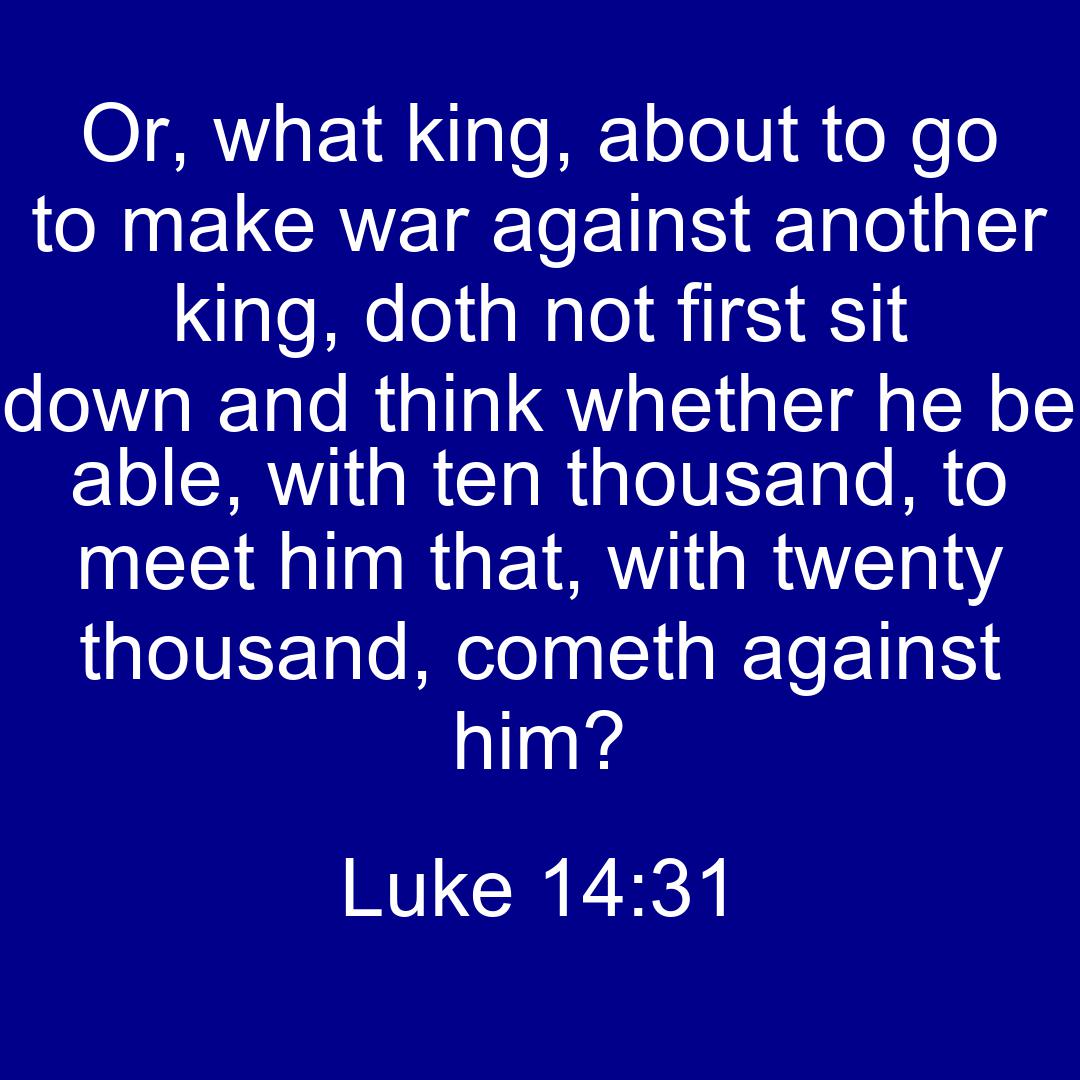 Or, what king, about to go
to make war against another
king, doth not first sit
down and think whether he be
able, with ten thousand, to
meet him that, with twenty
thousand, cometh against
him?
Luke 14:31